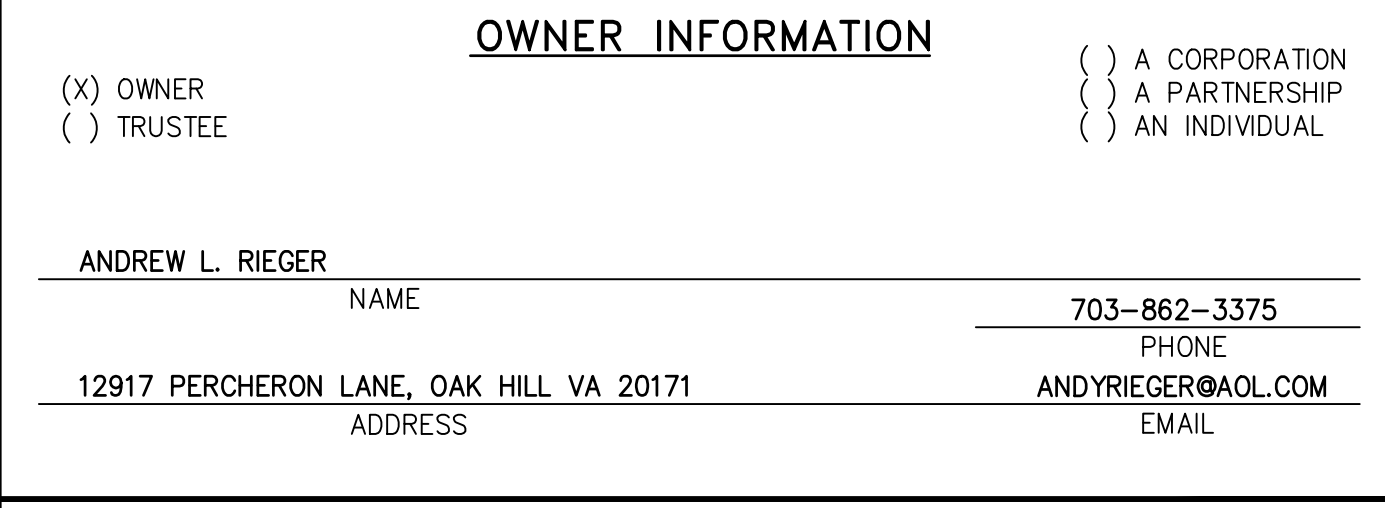 OWNER INFORMATION
(X) OWNER
( ) TRUSTEE
( ) A CORPORATION
( ) A PARTNERSHIP
( ) AN INDIVIDUAL
ANDREW L. RIEGER
NAME
703-862-3375
PHONE
12917 PERCHERON LANE, OAK HILL VA 20171
ADDRESS
ANDYRIEGER@AOL.COM
EMAIL